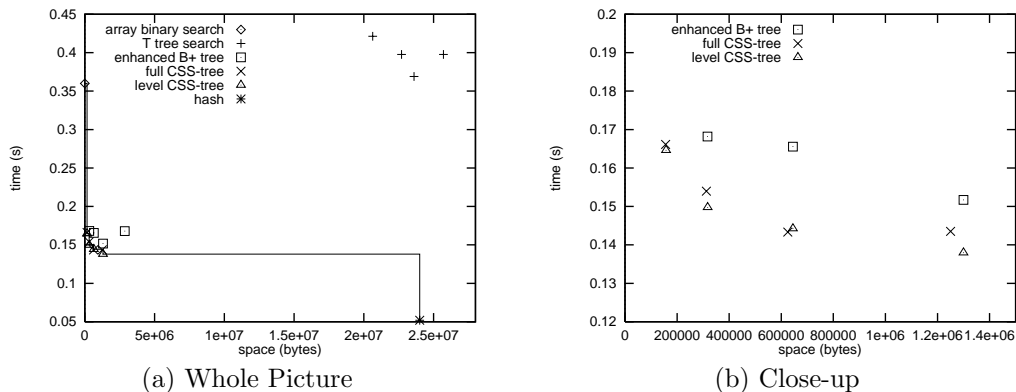 0.45
0.4
0.35
0.3
0.25
0.2
0.15
0.1
0.05
time (s)
array binary search
T tree search
enhanced B+ tree
full CSS-tree
level CSS-tree
hash
0 5e+06 1e+07 1.5e+07 2e+07 2.5e+07
space (bytes)
(a) Whole Picture
0.2
0.19
0.18
0.17
0.16
0.15
0.14
0.13
0.12
time (s)
enhanced B+ tree
full CSS-tree
level CSS-tree
0 200000 400000 600000 800000 1e+06 1.2e+06 1.4e+06
space (bytes)
(b) Close-up